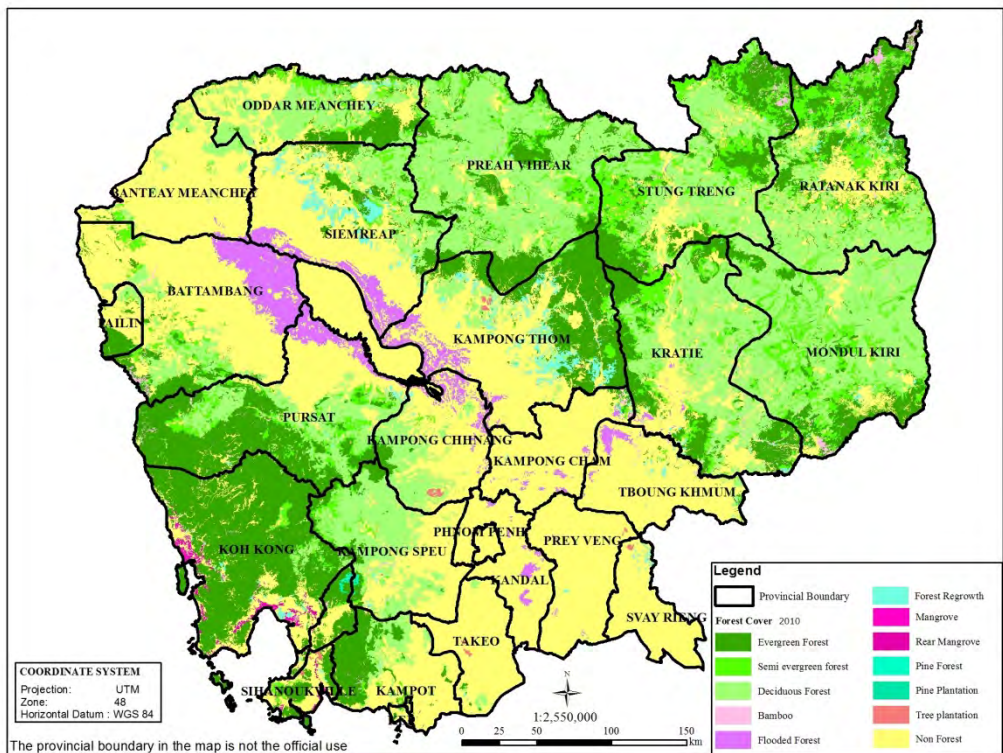 ODDAR MEANCHEY
PREAH VIHEAR
STUNG TRENG
RATANAK KIRI
BANTEAY MEANCHEY
SIEMREAP
BATTAMBANG
PAILIN
KAMPONG THOM
KRATIE
MONDUL KIRI
PURSAT
KAMPONG CHHNANG
KAMPONG CHAM
TBOUNG KHMUM
KOH KONG
KAMPONG SPEU
PHNOM PENH
PREY VENG
KANDAL
SVAY RIENG
TAKEO
SIHANOUKVILLE
KAMPOT
Legend
Provincial Boundary
Forest Cover 2010
Evergreen Forest
Semi evergreen forest
Deciduous Forest
Bamboo
Flooded Forest
Forest Regrowth
Mangrove
Rear Mangrove
Pine Forest
Pine Plantation
Tree plantation
Non Forest
COORDINATE SYSTEM
Projection: UTM
Zone: 48
Horizontal Datum : WGS 84
N
1:2,550,000
0 25 50 100 150
km
The provincial boundary in the map is not the official use